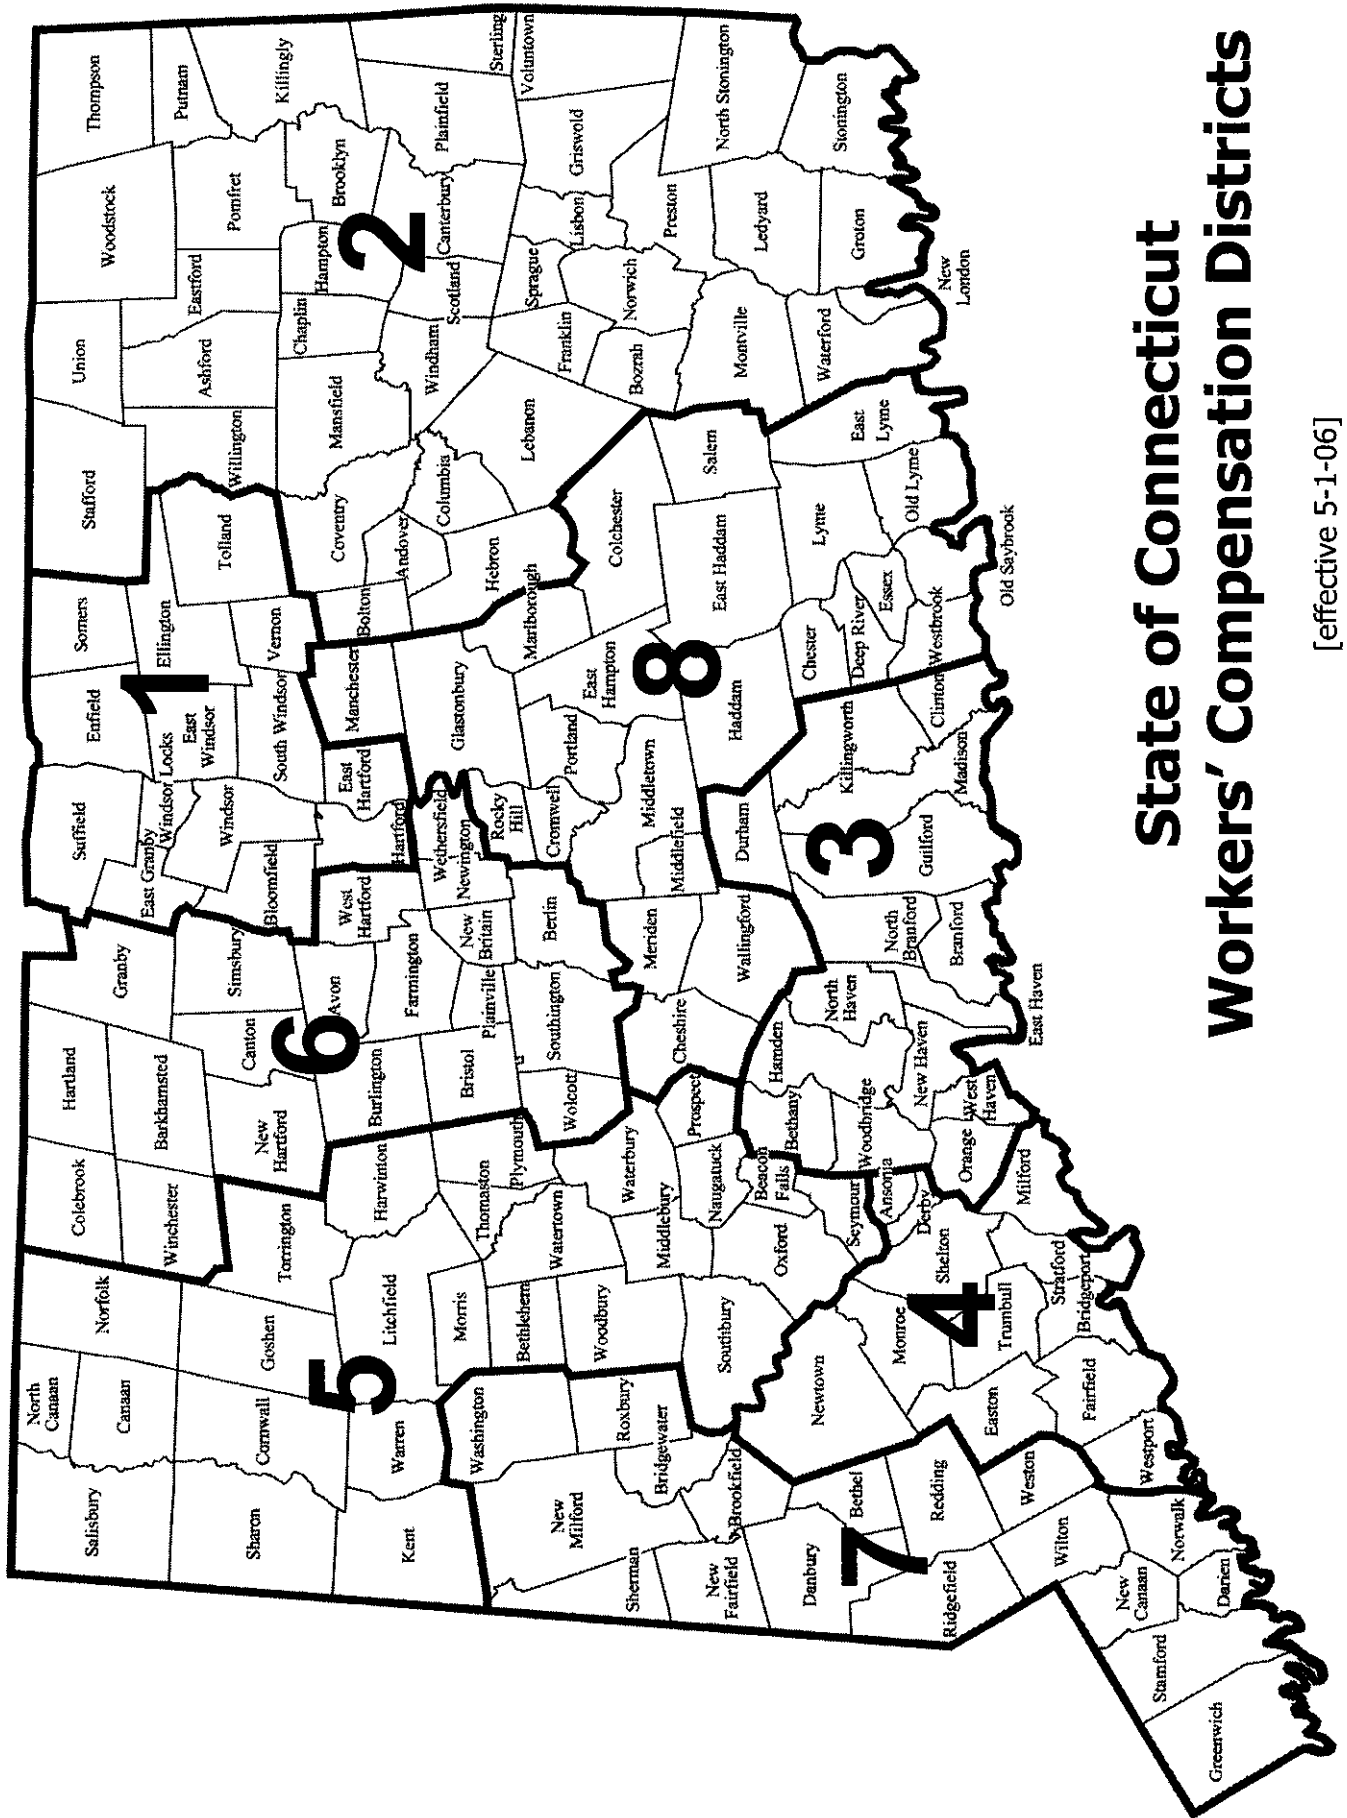 Salisbury
North
Canaan
Canaan
Norfolk
Colebrook
Hartland
Granby
Suffield
Enfield
Somers
Stafford
Union
Woodstock
Thompson
Sharon
Cornwall
Goshen
Winchester
Barkhamsted
Canton
Simsbury
East Granby
Windsor Locks
East
Windsor
Ellington
Tolland
Willington
Ashford
Eastford
Pomfret
Putnam
Killingly
1
Torrington
New
Hartford
6
Avon
Bloomfield
Windsor
South Windsor
Vernon
Coventry
Mansfield
Chaplin
Hampton
Brooklyn
2
Kent
Warren
5
Litchfield
Harwinton
Burlington
Farmington
West
Hartford
Hartford
East
Hartford
Manchester
Bolton
Andover
Columbia
Windham
Scotland
Canterbury
Plainfield
Sterling
New
Milford
Washington
Morris
Bethlehem
Thomaston
Plymouth
Bristol
Plainville
New
Britain
Newington
Wethersfield
Rocky
Hill
Glastonbury
Hebron
Marlborough
Lebanon
Franklin
Sprague
Lisbon
Griswold
Voluntown
Sherman
Roxbury
Bridgewater
Woodbury
Watertown
Waterbury
Wolcott
Southington
Berlin
Cromwell
Portland
East
Hampton
Colchester
Bozrah
Norwich
Preston
North Stonington
New
Fairfield
Brookfield
Southbury
Middlebury
Naugatuck
Prospect
Cheshire
Meriden
Middlefield
Middletown
8
Haddam
East Haddam
Salem
Montville
Ledyard
Stonington
Danbury
Bethel
Newtown
Oxford
Beacon
Falls
Bethany
Hamden
Wallingford
Durham
Chester
Lyme
East
Lyme
Waterford
Groton
New
London
7
Ridgefield
Redding
Monroe
Seymour
Ansonia
Derby
Woodbridge
North
Haven
3
Killingworth
Deep River
Essex
Old Lyme
Westbrook
Old Saybrook
Easton
Trumbull
4
Shelton
Orange
New Haven
West
Haven
East Haven
North
Branford
Branford
Guilford
Madison
Clinton
Wilton
Weston
Fairfield
Bridgeport
Stratford
Milford
New
Canaan
Norwalk
Westport
Stamford
Darien
Greenwich
State of Connecticut
Workers’ Compensation Districts
[effective 5-1-06]